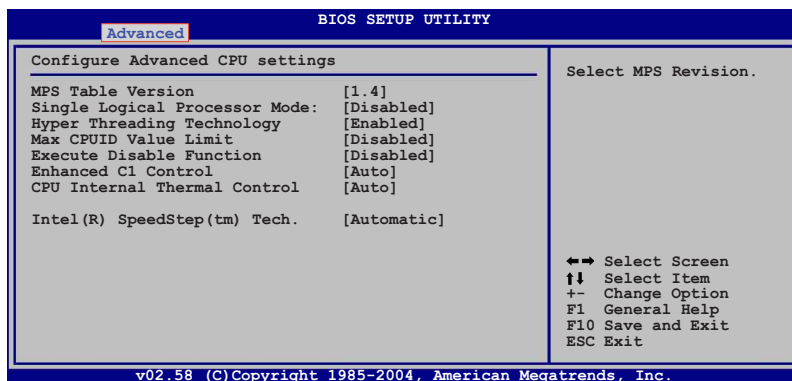 BIOS SETUP UTILITY
Advanced
Configure Advanced CPU settings
MPS Table Version [1.4]
Single Logical Processor Mode: [Disabled]
Hyper Threading Technology [Enabled]
Max CPUID Value Limit [Disabled]
Execute Disable Function [Disabled]
Enhanced C1 Control [Auto]
CPU Internal Thermal Control [Auto]
Intel(R) SpeedStep(tm) Tech. [Automatic]
Select MPS Revision.
←→ Select Screen
↑↓ Select Item
+- Change Option
F1 General Help
F10 Save and Exit
ESC Exit
v02.58 (C)Copyright 1985-2004, American Megatrends, Inc.